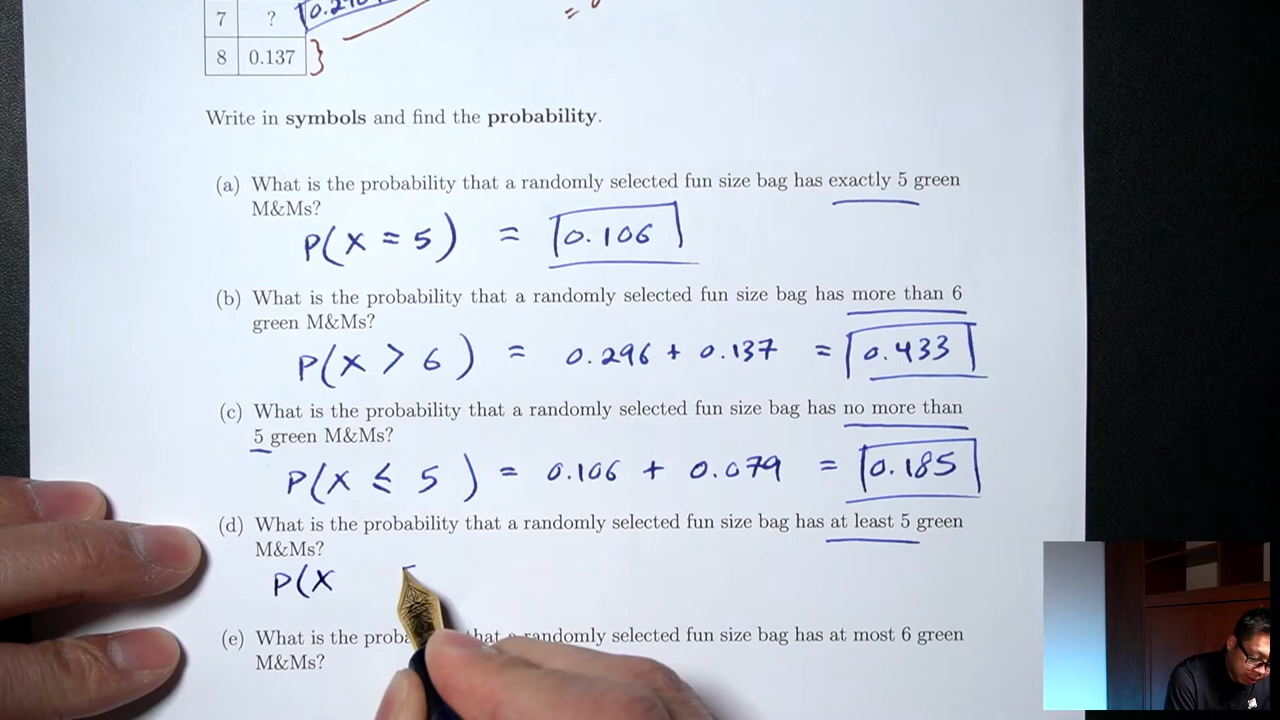 7 ?
8 0.137 }
Write in symbols and find the probability.
(a) What is the probability that a randomly selected fun size bag has exactly 5 green
M&Ms?
P(X = 5) = 0.106
(b) What is the probability that a randomly selected fun size bag has more than 6
green M&Ms?
P(X > 6) = 0.296 + 0.137 = 0.433
(c) What is the probability that a randomly selected fun size bag has no more than
5 green M&Ms?
P(X ≤ 5) = 0.106 + 0.079 = 0.185
(d) What is the probability that a randomly selected fun size bag has at least 5 green
M&Ms?
P(X
(e) What is the that a randomly selected fun size bag has at most 6 green
M&Ms?